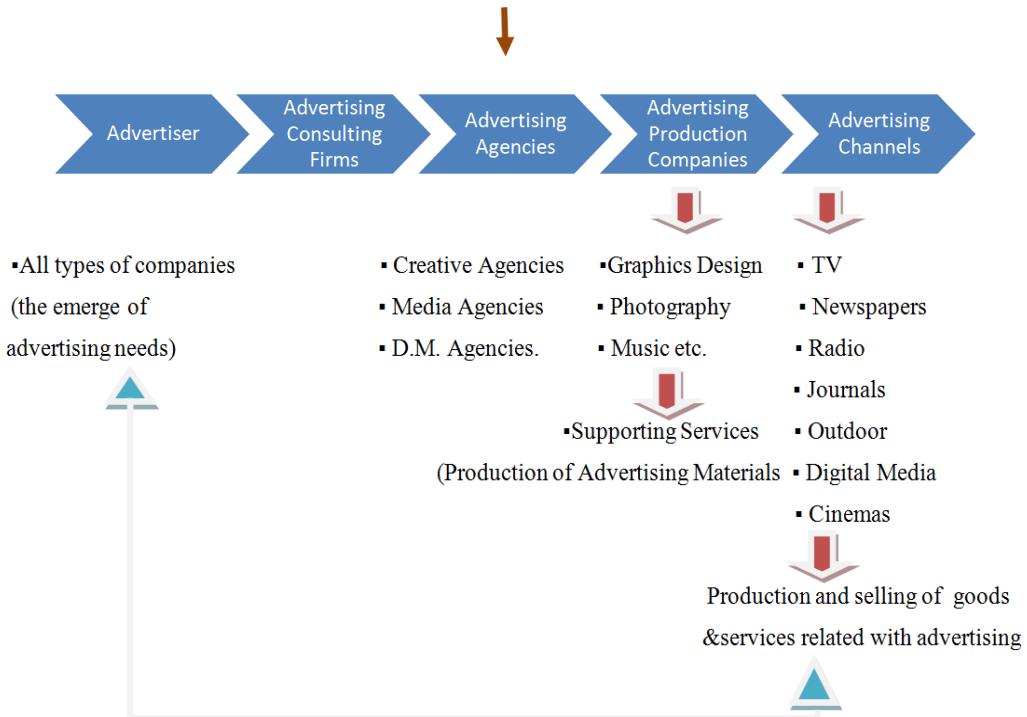 Advertiser
Advertising
Consulting
Firms
Advertising
Agencies
Advertising
Production
Companies
Advertising
Channels
▪All types of companies
(the emerge of
advertising needs)
▪ Creative Agencies
▪ Media Agencies
▪ D.M. Agencies.
▪Graphics Design
▪ Photography
▪ Music etc.
▪Supporting Services
(Production of Advertising Materials
▪ TV
▪ Newspapers
▪ Radio
▪ Journals
▪ Outdoor
▪ Digital Media
▪ Cinemas
Production and selling of goods
&services related with advertising